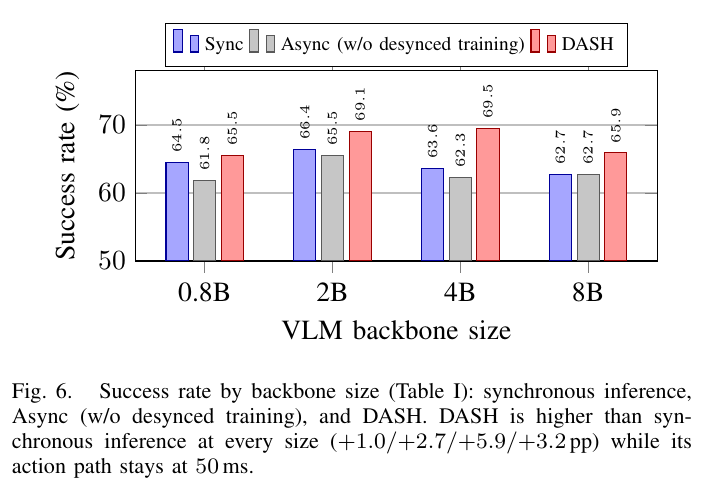 Sync Async (w/o desynced training) DASH
Success rate (%)
70
60
50
64.5 61.8 65.5 66.4 65.5 69.1 63.6 62.3 69.5 62.7 62.7 65.9
0.8B 2B 4B 8B
VLM backbone size
Fig. 6. Success rate by backbone size (Table I): synchronous inference,
Async (w/o desynced training), and DASH. DASH is higher than syn-
chronous inference at every size (+1.0/+2.7/+5.9/+3.2 pp) while its
action path stays at 50 ms.